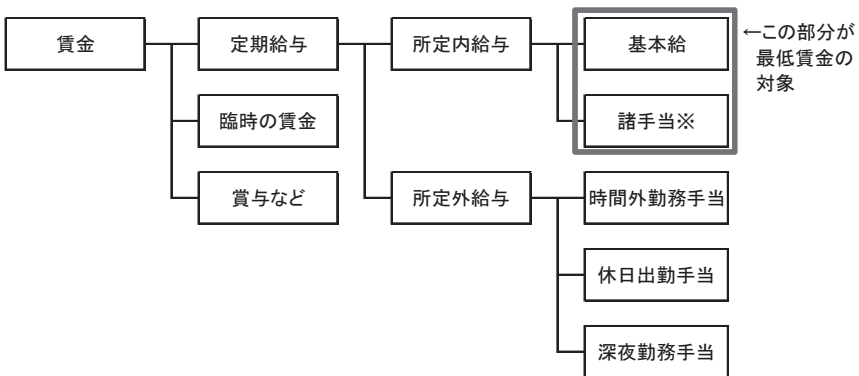 賃金
定期給与
所定内給与
基本給
←この部分が
最低賃金の
対象
臨時の賃金
諸手当※
賞与など
所定外給与
時間外勤務手当
休日出勤手当
深夜勤務手当